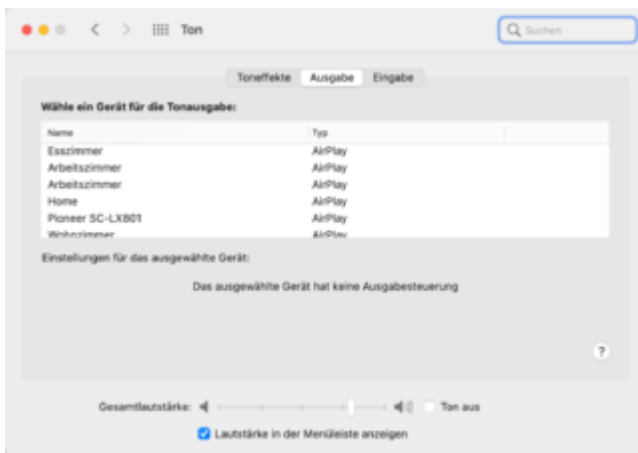 Ton
Suchen
Toneffekte Ausgabe Eingabe
Wähle ein Gerät für die Tonausgabe:
Name Typ
Esszimmer AirPlay
Arbeitszimmer AirPlay
Arbeitszimmer AirPlay
Home AirPlay
Pioneer SC-LX801 AirPlay
Wohnzimmer AirPlay
Einstellungen für das ausgewählte Gerät:
Das ausgewählte Gerät hat keine Ausgabesteuerung
?
Gesamtlautstärke: Ton aus
Lautstärke in der Menüleiste anzeigen